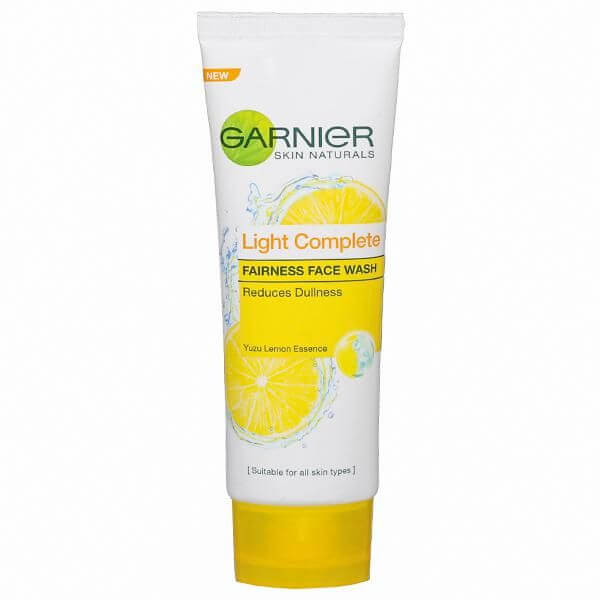 NEW
GARNIER
SKIN NATURALS
Light Complete
FAIRNESS FACE WASH
Reduces Dullness
Yuzu Lemon Essence
[ Suitable for all skin types ]